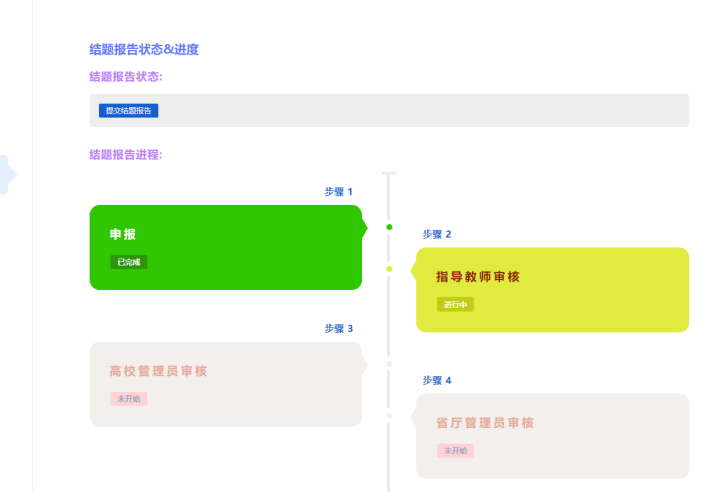 结题报告状态&进度
结题报告状态:
提交结题报告
结题报告进程:
步骤 1
申报
已完成
步骤 2
指导教师审核
进行中
步骤 3
高校管理员审核
未开始
步骤 4
省厅管理员审核
未开始